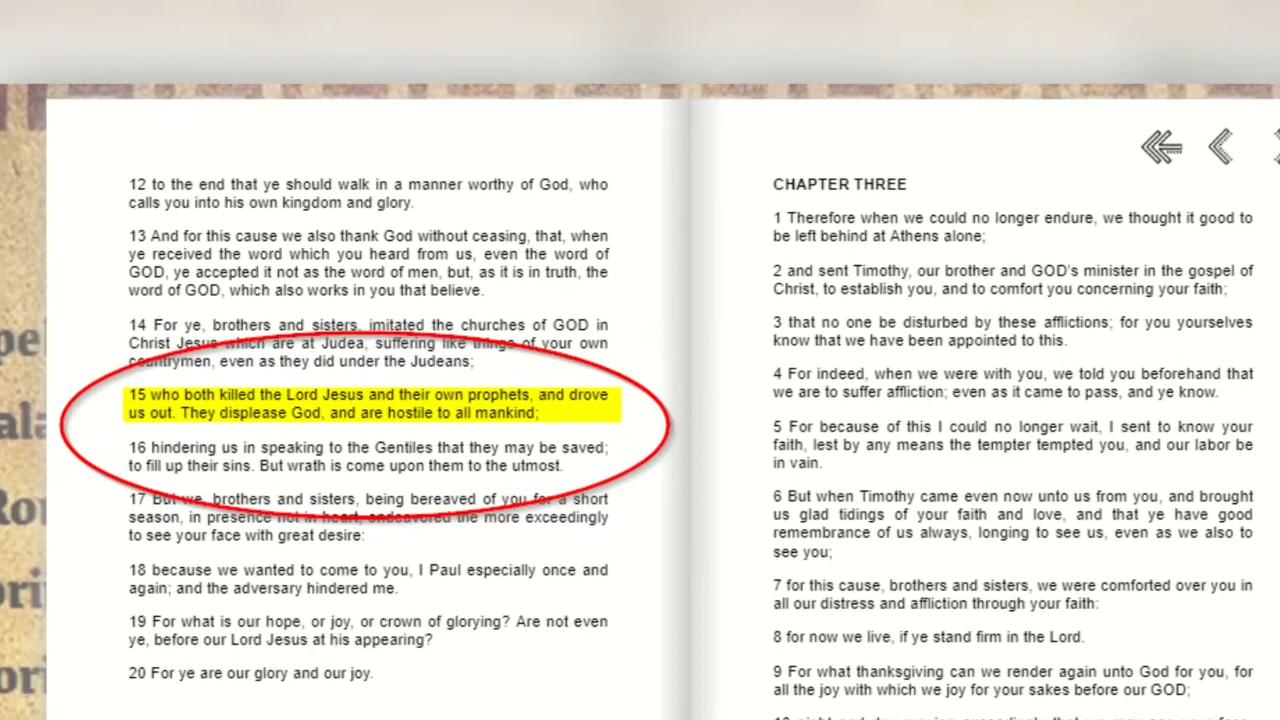 12 to the end that ye should walk in a manner worthy of God, who
calls you into his own kingdom and glory.
13 And for this cause we also thank God without ceasing, that, when
ye received the word which you heard from us, even the word of
GOD, ye accepted it not as the word of men, but, as it is in truth, the
word of GOD, which also works in you that believe.
14 For ye, brothers and sisters, imitated the churches of GOD in
Christ Jesus which are at Judea, suffering like things of your own
countrymen, even as they did under the Judeans;
15 who both killed the Lord Jesus and their own prophets, and drove
us out. They displease God, and are hostile to all mankind;
16 hindering us in speaking to the Gentiles that they may be saved;
to fill up their sins. But wrath is come upon them to the utmost.
17 But we, brothers and sisters, being bereaved of you for a short
season, in presence not in heart, endeavored the more exceedingly
to see your face with great desire:
18 because we wanted to come to you, I Paul especially once and
again; and the adversary hindered me.
19 For what is our hope, or joy, or crown of glorying? Are not even
ye, before our Lord Jesus at his appearing?
20 For ye are our glory and our joy.
CHAPTER THREE
1 Therefore when we could no longer endure, we thought it good to
be left behind at Athens alone;
2 and sent Timothy, our brother and GOD's minister in the gospel of
Christ, to establish you, and to comfort you concerning your faith;
3 that no one be disturbed by these afflictions; for you yourselves
know that we have been appointed to this.
4 For indeed, when we were with you, we told you beforehand that
we are to suffer affliction; even as it came to pass, and ye know.
5 For because of this I could no longer wait, I sent to know your
faith, lest by any means the tempter tempted you, and our labor be
in vain.
6 But when Timothy came even now unto us from you, and brought
us glad tidings of your faith and love, and that ye have good
remembrance of us always, longing to see us, even as we also to
see you;
7 for this cause, brothers and sisters, we were comforted over you in
all our distress and affliction through your faith:
8 for now we live, if ye stand firm in the Lord.
9 For what thanksgiving can we render again unto God for you, for
all the joy with which we joy for your sakes before our GOD;